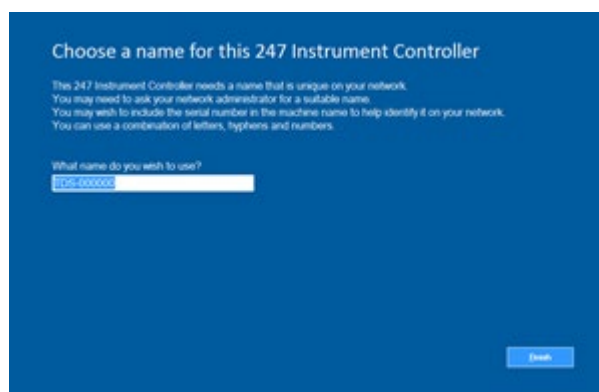 Choose a name for this 247 Instrument Controller
This 247 Instrument Controller needs a name that is unique on your network.
You may need to ask your network administrator for a suitable name.
You may wish to include the serial number in the machine name to help identify it on your network.
You can use a combination of letters, hyphens and numbers.
What name do you wish to use?
TDS-000000
Finish